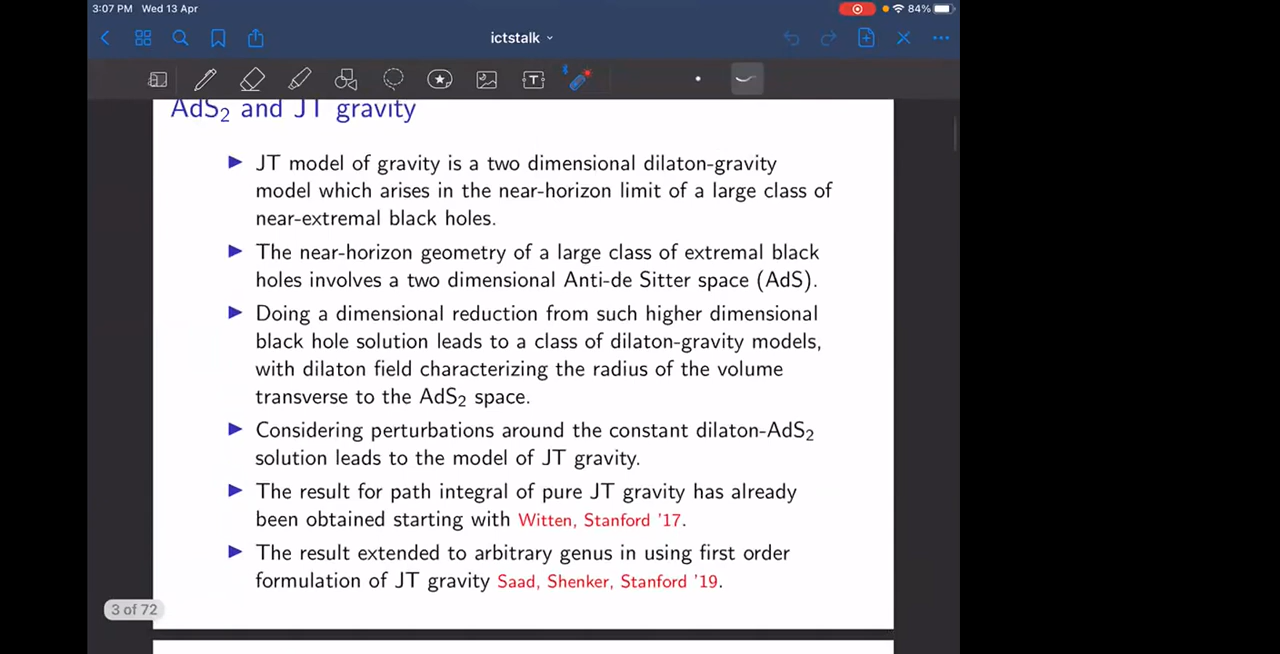 3:07 PM Wed 13 Apr
84%
ictstalk
T
AdS₂ and JT gravity
► JT model of gravity is a two dimensional dilaton-gravity
model which arises in the near-horizon limit of a large class of
near-extremal black holes.
► The near-horizon geometry of a large class of extremal black
holes involves a two dimensional Anti-de Sitter space (AdS).
► Doing a dimensional reduction from such higher dimensional
black hole solution leads to a class of dilaton-gravity models,
with dilaton field characterizing the radius of the volume
transverse to the AdS₂ space.
► Considering perturbations around the constant dilaton-AdS₂
solution leads to the model of JT gravity.
► The result for path integral of pure JT gravity has already
been obtained starting with Witten, Stanford '17.
► The result extended to arbitrary genus in using first order
formulation of JT gravity Saad, Shenker, Stanford '19.
3 of 72